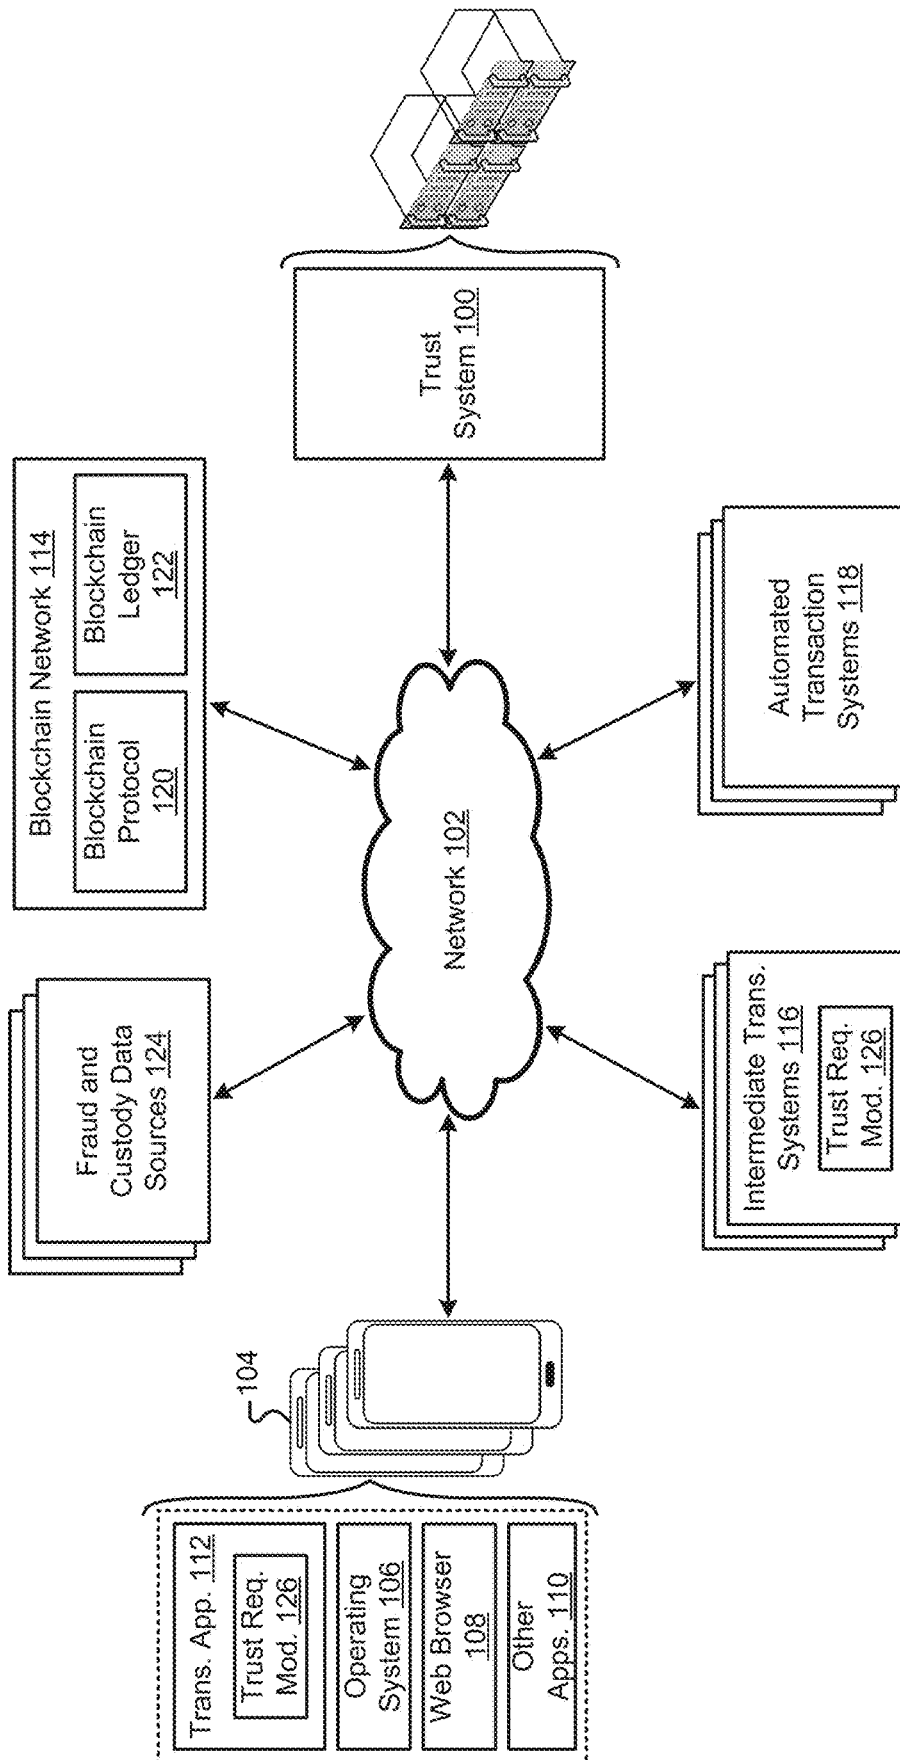 Trans. App. 112
Trust Req.
Mod. 126
Operating
System 106
Web Browser
108
Other
Apps. 110
104
Fraud and
Custody Data
Sources 124
Blockchain Network 114
Blockchain
Protocol
120
Blockchain
Ledger
122
Network 102
Trust
System 100
Intermediate Trans.
Systems 116
Trust Req.
Mod. 126
Automated
Transaction
Systems 118